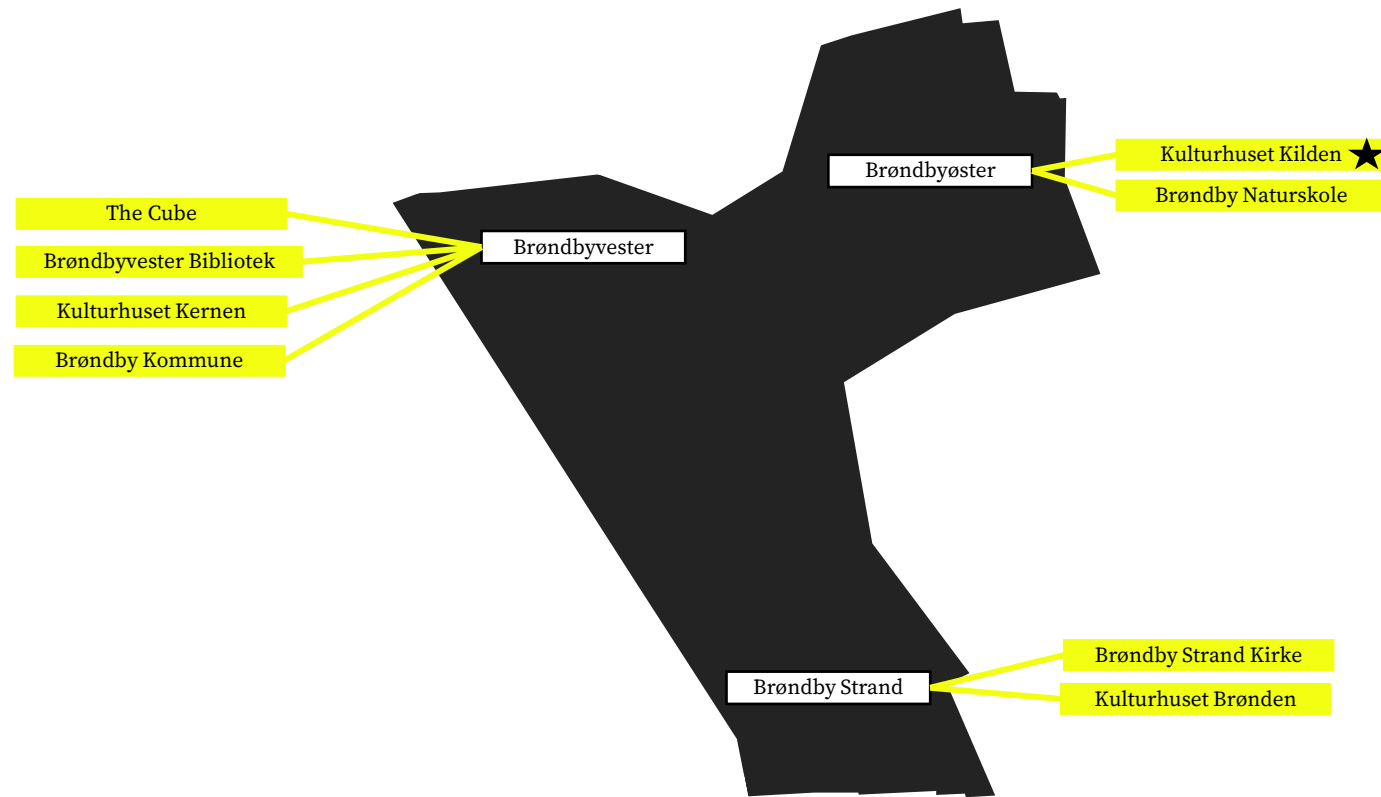 Kulturhuset Kilden
Brøndbyøster
Brøndby Naturskole
The Cube
Brøndbyvester
Brøndbyvester Bibliotek
Kulturhuset Kernen
Brøndby Kommune
Brøndby Strand Kirke
Brøndby Strand
Kulturhuset Brønden